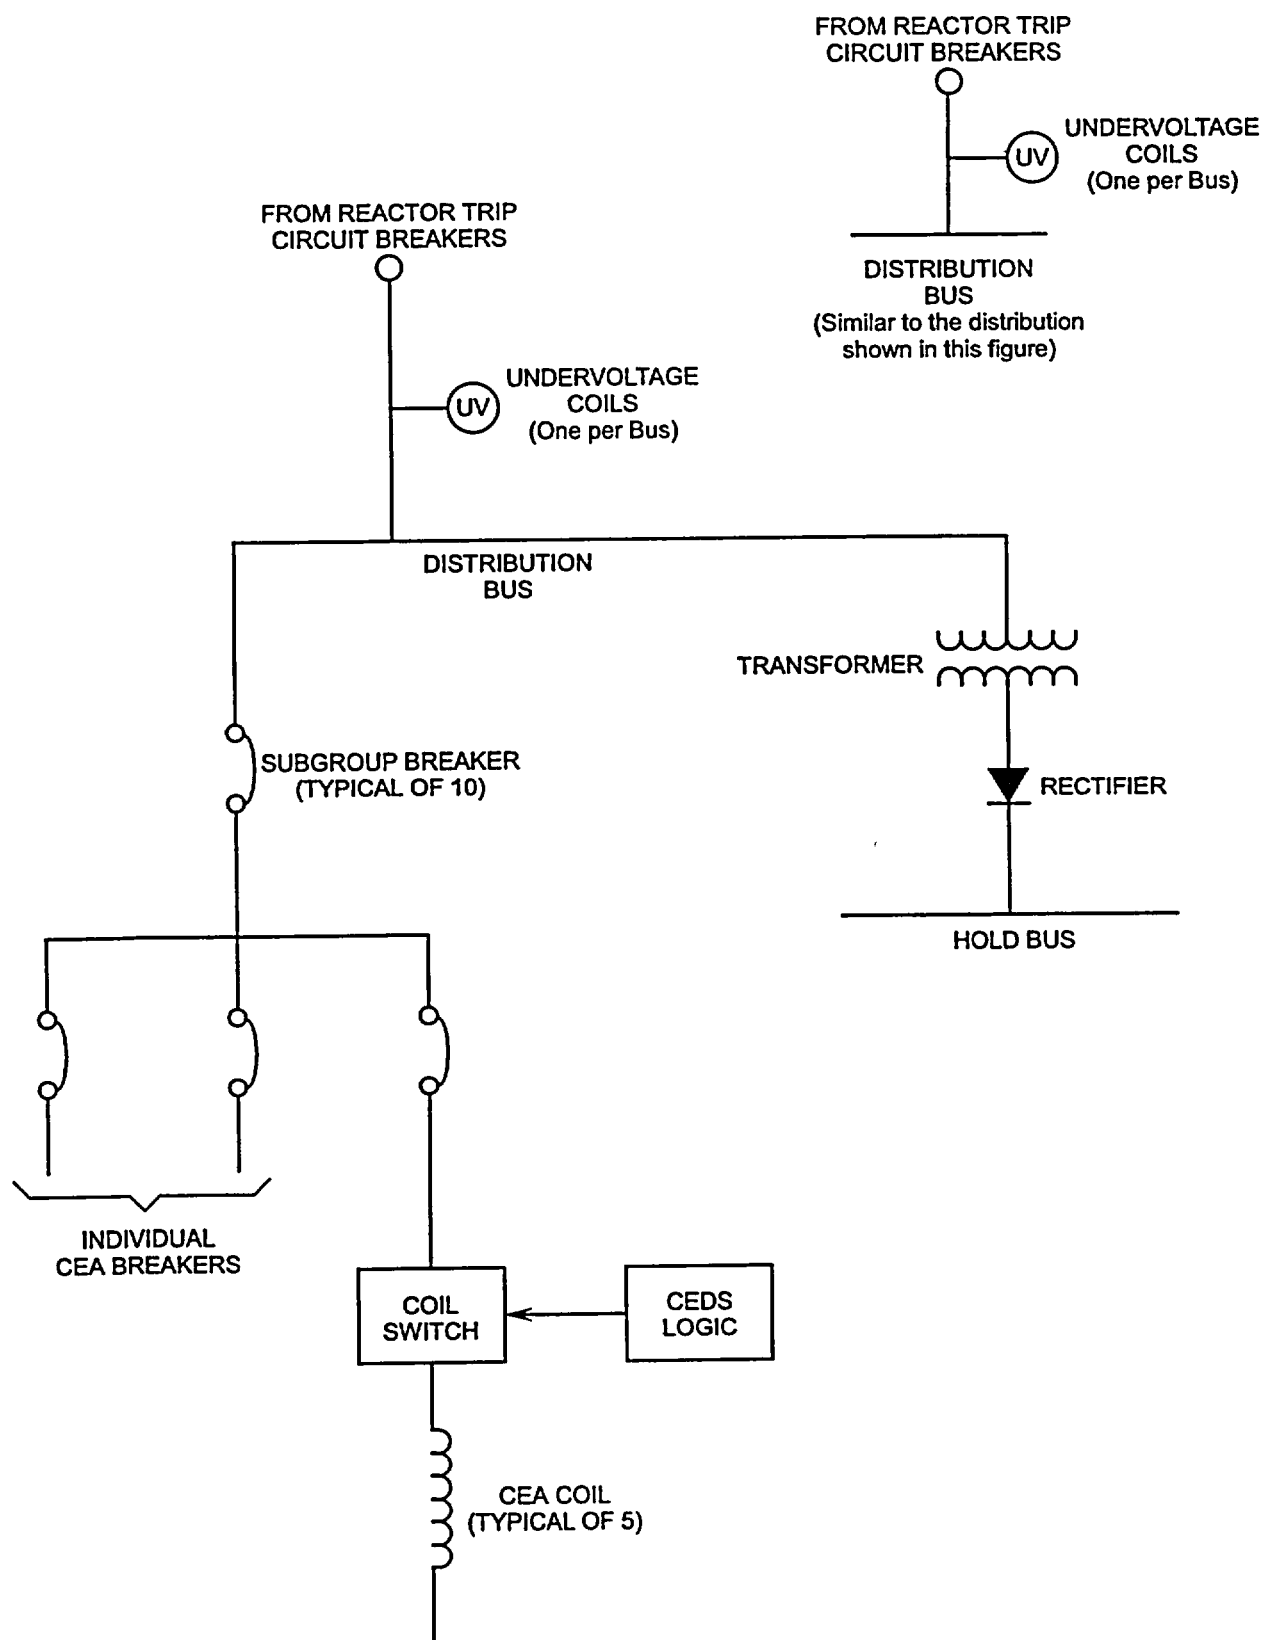 FROM REACTOR TRIP
CIRCUIT BREAKERS
UV
UNDERVOLTAGE
COILS
(One per Bus)
DISTRIBUTION
BUS
(Similar to the distribution
shown in this figure)
FROM REACTOR TRIP
CIRCUIT BREAKERS
UV
UNDERVOLTAGE
COILS
(One per Bus)
DISTRIBUTION
BUS
TRANSFORMER
SUBGROUP BREAKER
(TYPICAL OF 10)
RECTIFIER
HOLD BUS
INDIVIDUAL
CEA BREAKERS
COIL
SWITCH
CEDS
LOGIC
CEA COIL
(TYPICAL OF 5)